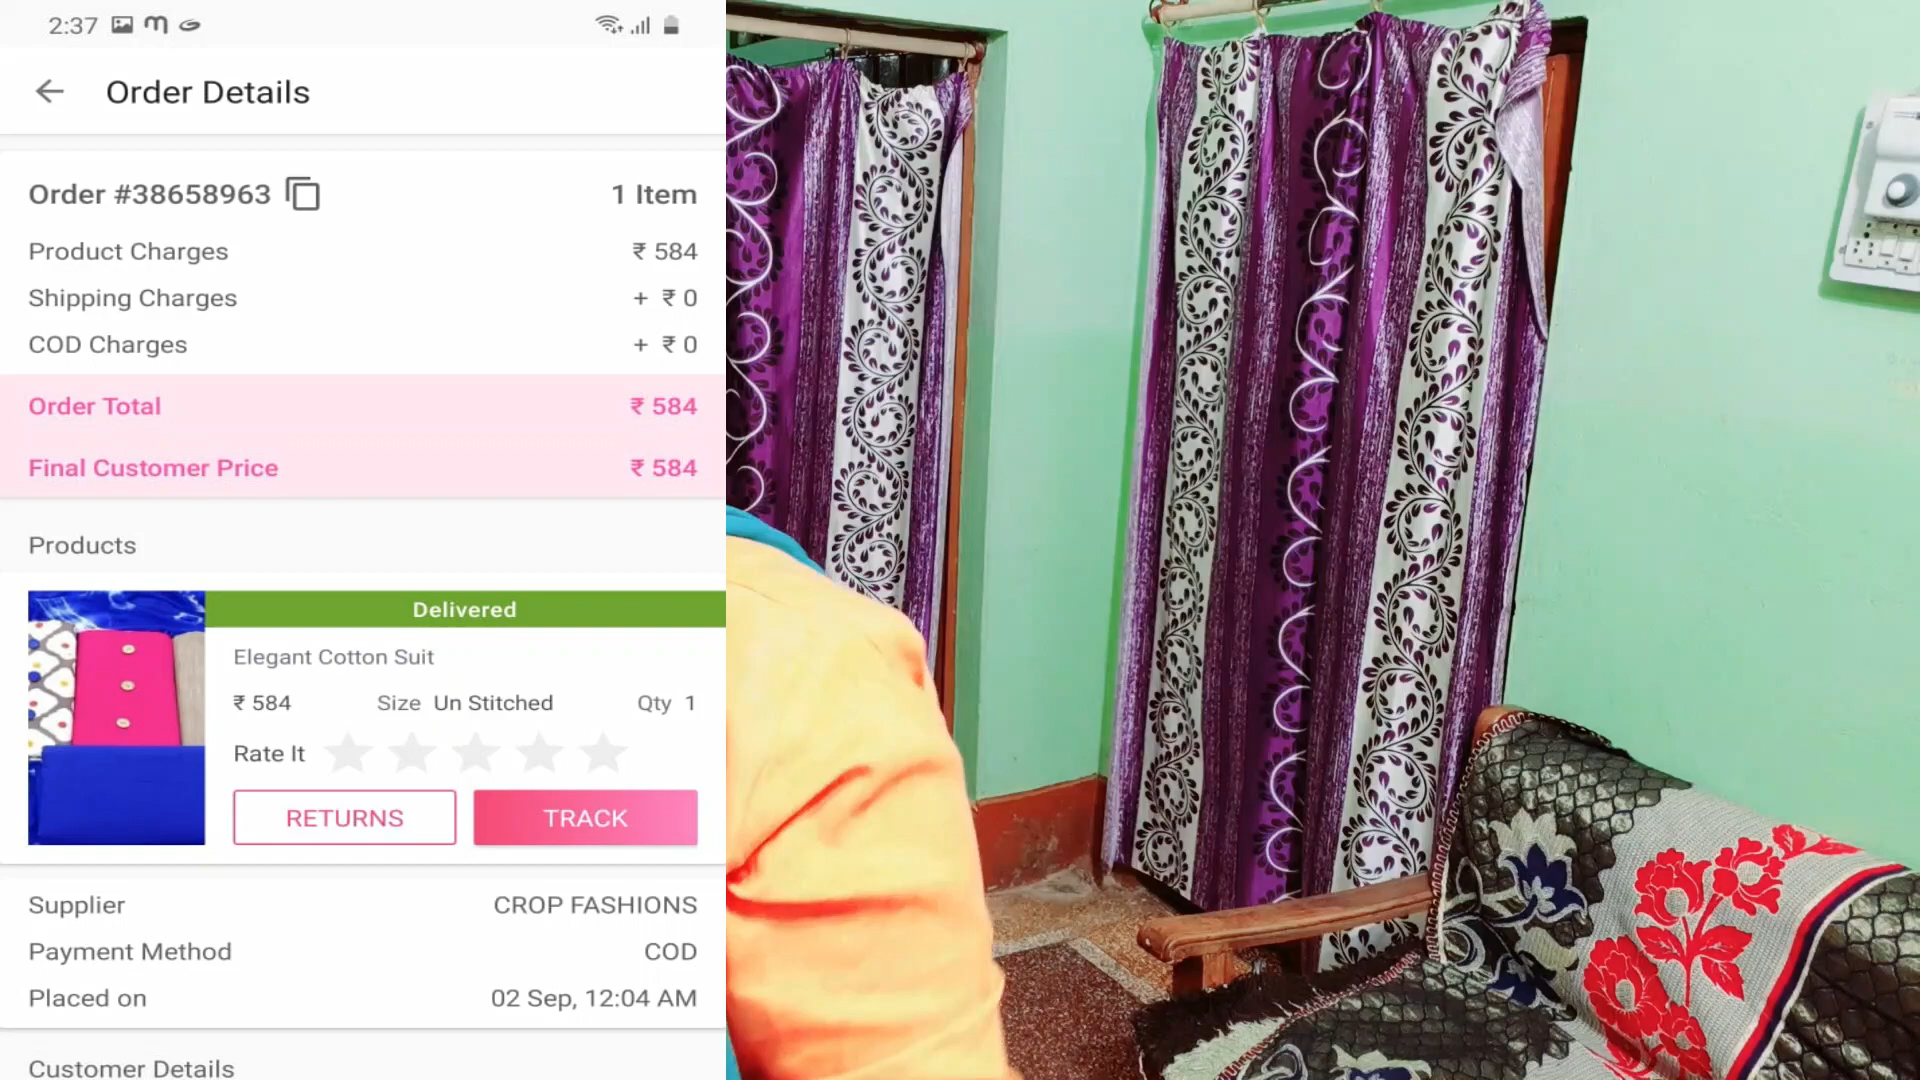 2:37
Order Details
Order #38658963 1 Item
Product Charges ₹ 584
Shipping Charges + ₹ 0
COD Charges + ₹ 0
Order Total ₹ 584
Final Customer Price ₹ 584
Products
Delivered
Elegant Cotton Suit
₹ 584 Size Un Stitched Qty 1
Rate It
RETURNS TRACK
Supplier CROP FASHIONS
Payment Method COD
Placed on 02 Sep, 12:04 AM
Customer Details